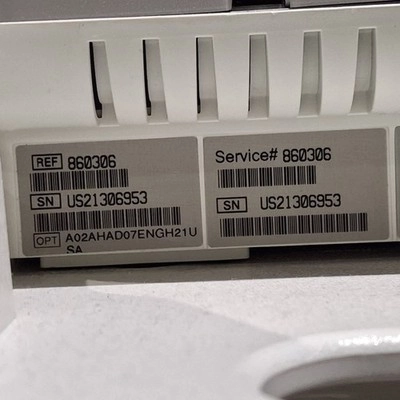 REF 860306
SN US21306953
OPT A02AHAD07ENGH21U
SA
Service# 860306
SN US21306953